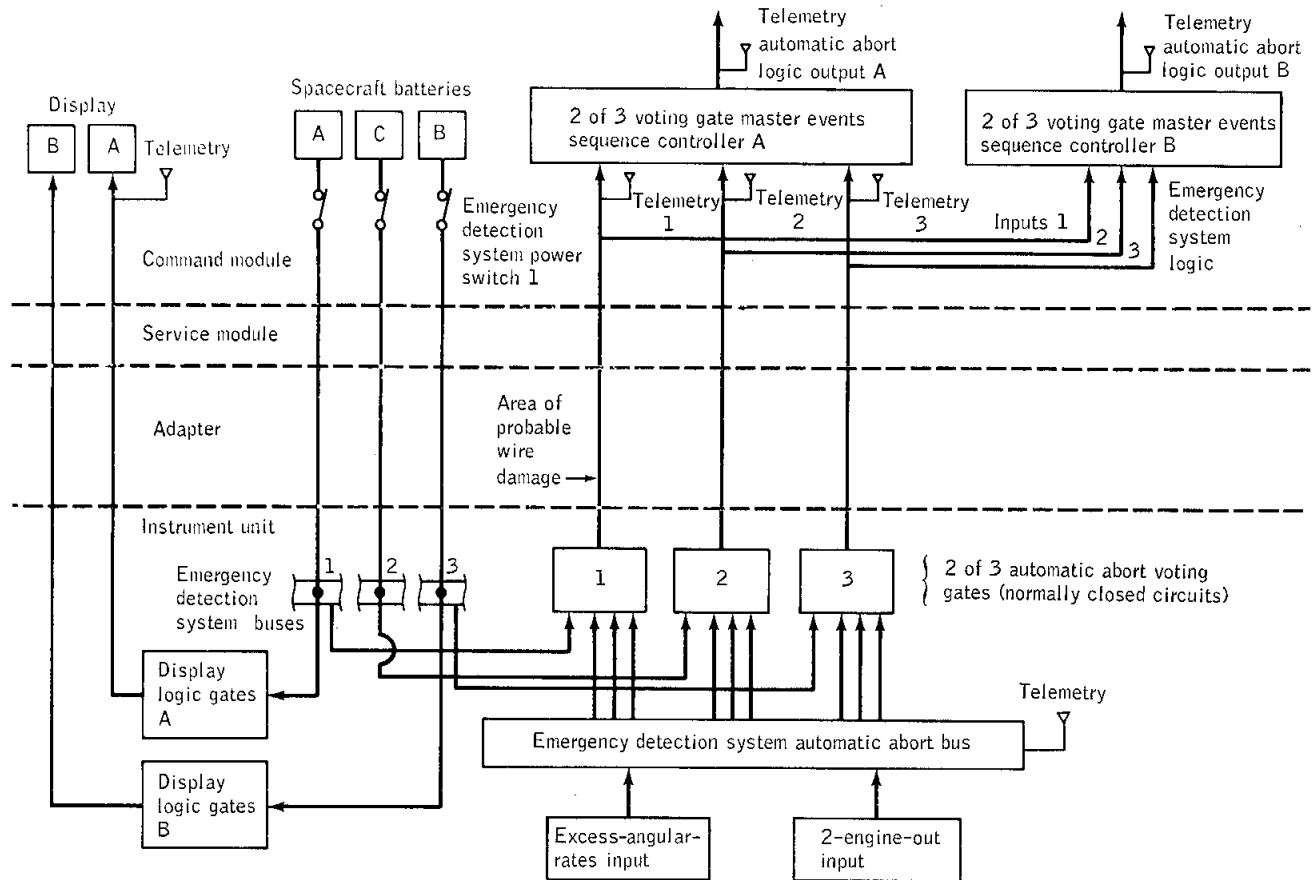 Telemetry
automatic abort
logic output A
Telemetry
automatic abort
logic output B
Display
B
A
Telemetry
Spacecraft batteries
A
C
B
2 of 3 voting gate master events
sequence controller A
2 of 3 voting gate master events
sequence controller B
Emergency
detection
system power
switch 1
Telemetry
1
Telemetry
2
Telemetry
3
Inputs 1
2
3
Emergency
detection
system
logic
Command module
Service module
Adapter
Area of
probable
wire
damage
Instrument unit
Emergency
detection
system buses
1
2
3
1
2
3
2 of 3 automatic abort voting
gates (normally closed circuits)
Display
logic gates
A
Display
logic gates
B
Emergency detection system automatic abort bus
Telemetry
Excess-angular-
rates input
2-engine-out
input